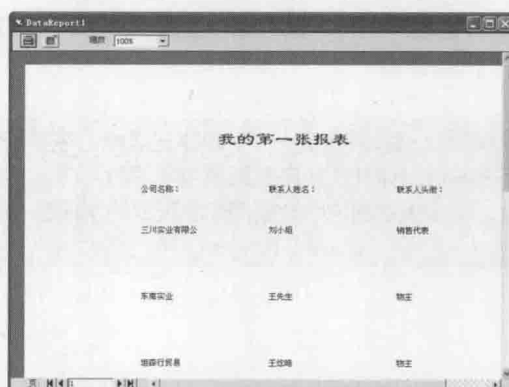 DataReport1
缩放 100%
我的第一张报表
公司名称： 联系人姓名： 联系人头衔：
三川实业有限公 刘小姐 销售代表
东南实业 王先生 物主
坦森行贸易 王炫皓 物主
页 1